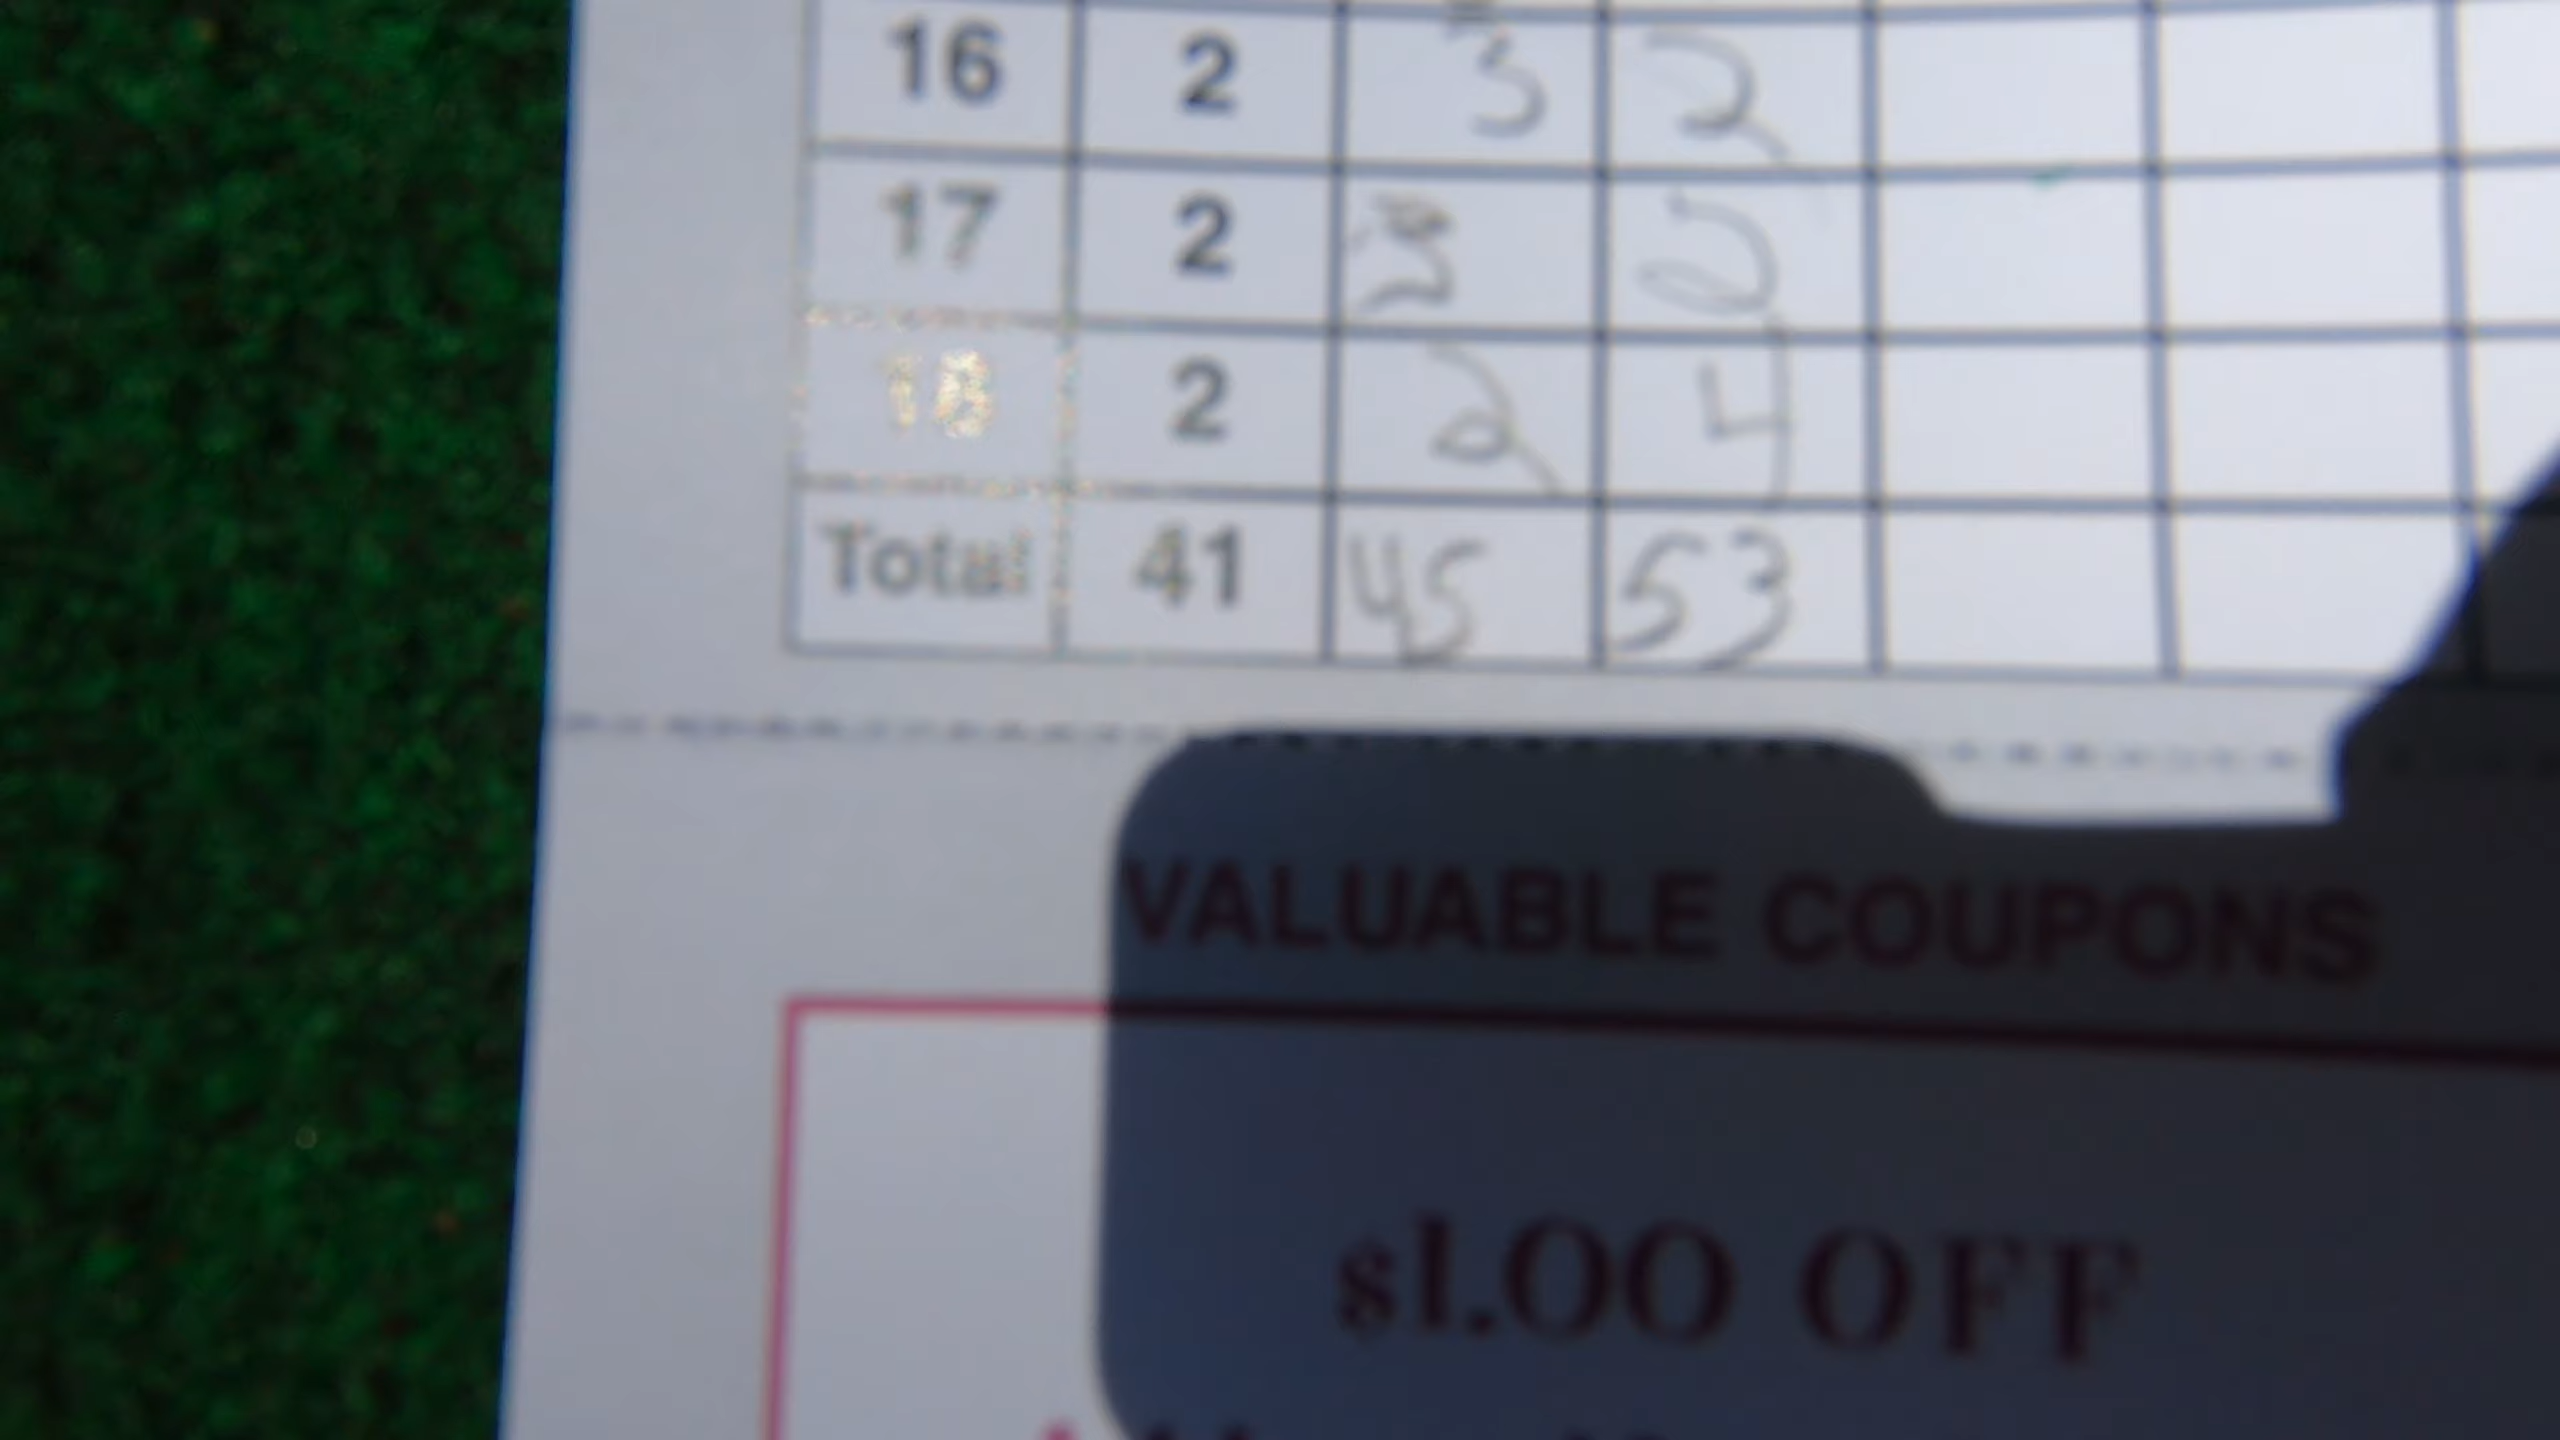 16 2 3 2
17 2 2 2
18 2 2 4
Total 41 45 53
VALUABLE COUPONS
$1.00 OFF